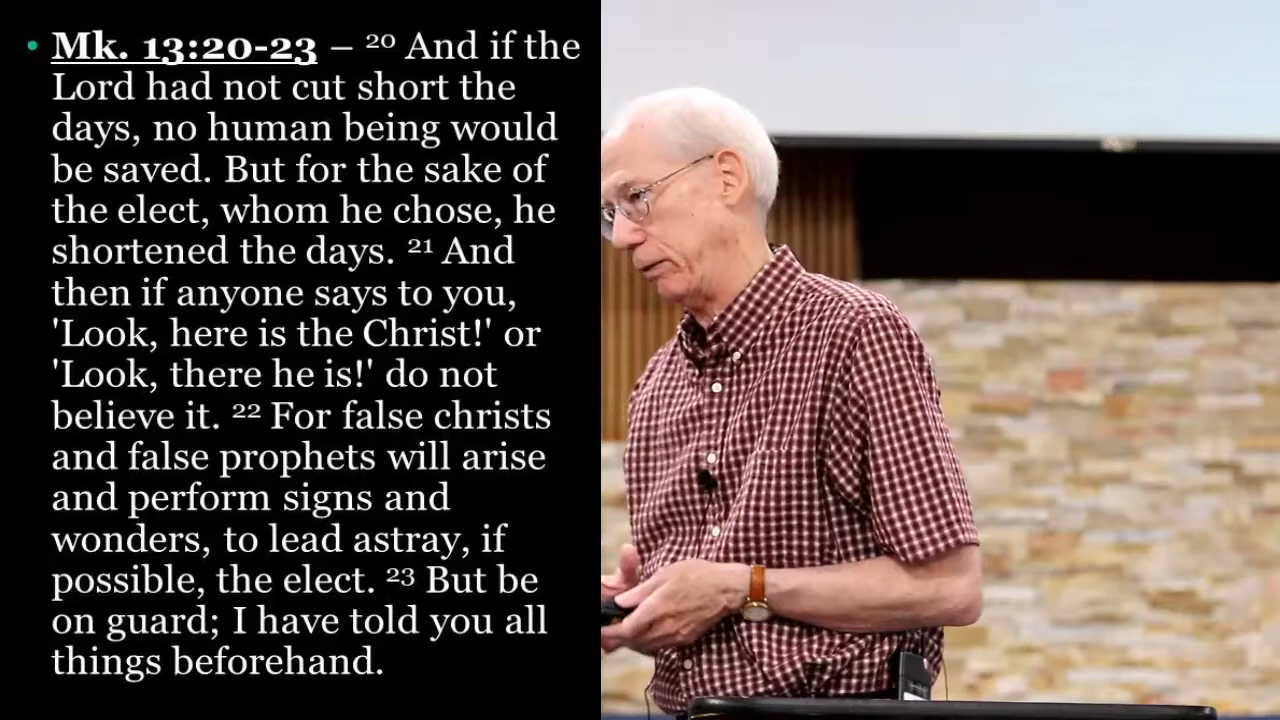 • Mk. 13:20-23 – 20 And if the
Lord had not cut short the
days, no human being would
be saved. But for the sake of
the elect, whom he chose, he
shortened the days. 21 And
then if anyone says to you,
'Look, here is the Christ!' or
'Look, there he is!' do not
believe it. 22 For false christs
and false prophets will arise
and perform signs and
wonders, to lead astray, if
possible, the elect. 23 But be
on guard; I have told you all
things beforehand.